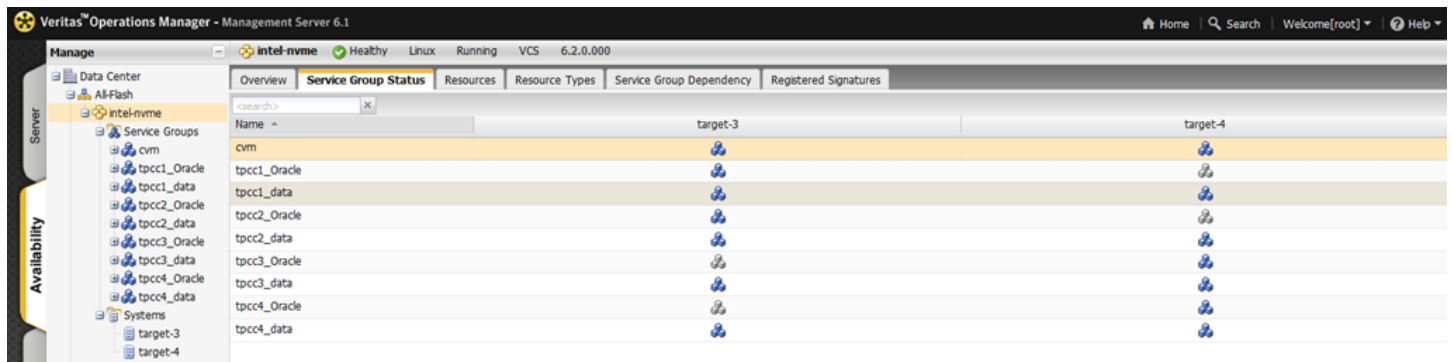 Veritas™Operations Manager - Management Server 6.1
Home | Search | Welcome[root] | Help
Manage
intel-nvme Healthy Linux Running VCS 6.2.0.000
Server
Availability
Data Center
All-Flash
intel-nvme
Service Groups
cvm
tpcc1_Oracle
tpcc1_data
tpcc2_Oracle
tpcc2_data
tpcc3_Oracle
tpcc3_data
tpcc4_Oracle
tpcc4_data
Systems
target-3
target-4
Overview Service Group Status Resources Resource Types Service Group Dependency Registered Signatures
<search>
Name target-3 target-4
cvm
tpcc1_Oracle
tpcc1_data
tpcc2_Oracle
tpcc2_data
tpcc3_Oracle
tpcc3_data
tpcc4_Oracle
tpcc4_data